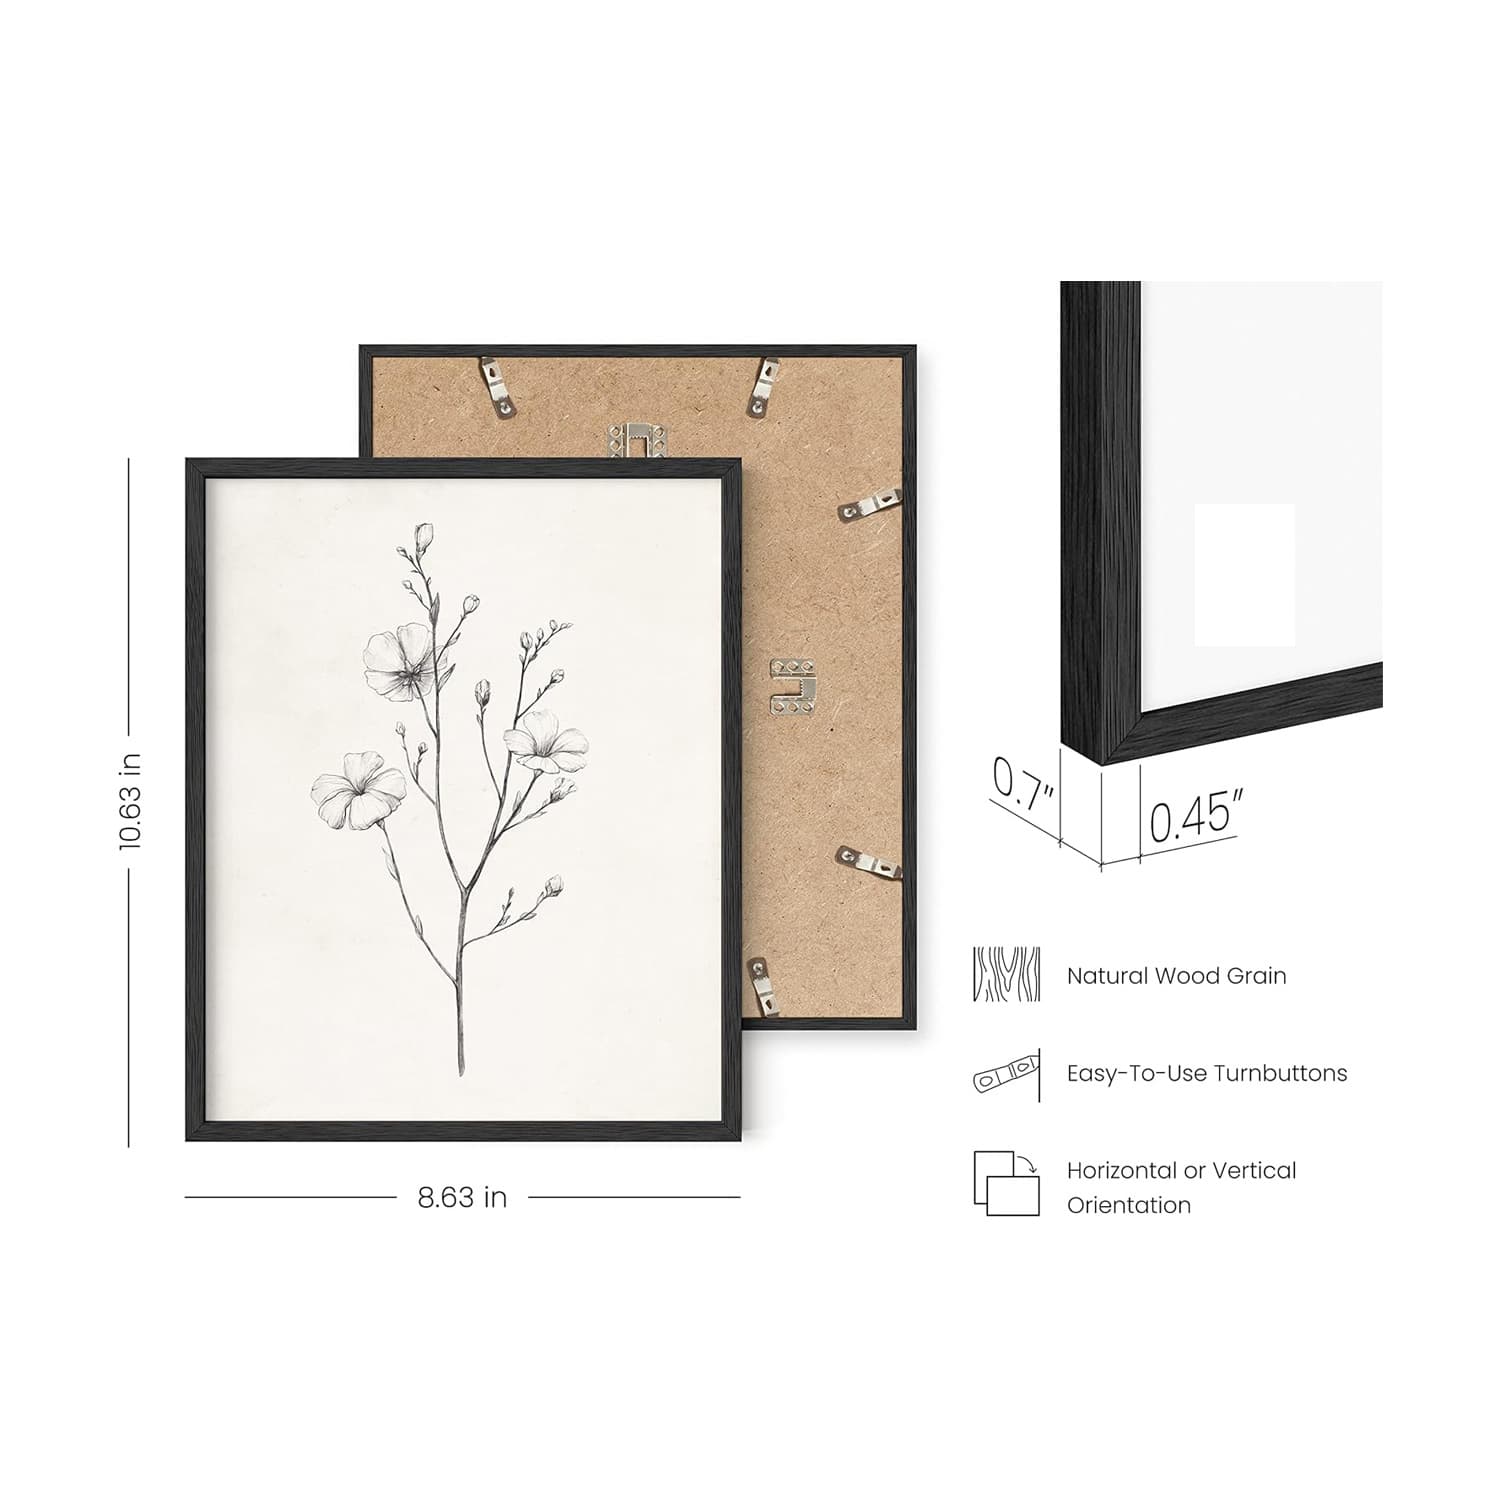 10.63 in
8.63 in
0.7"
0.45"
Natural Wood Grain
Easy-To-Use Turnbuttons
Horizontal or Vertical
Orientation